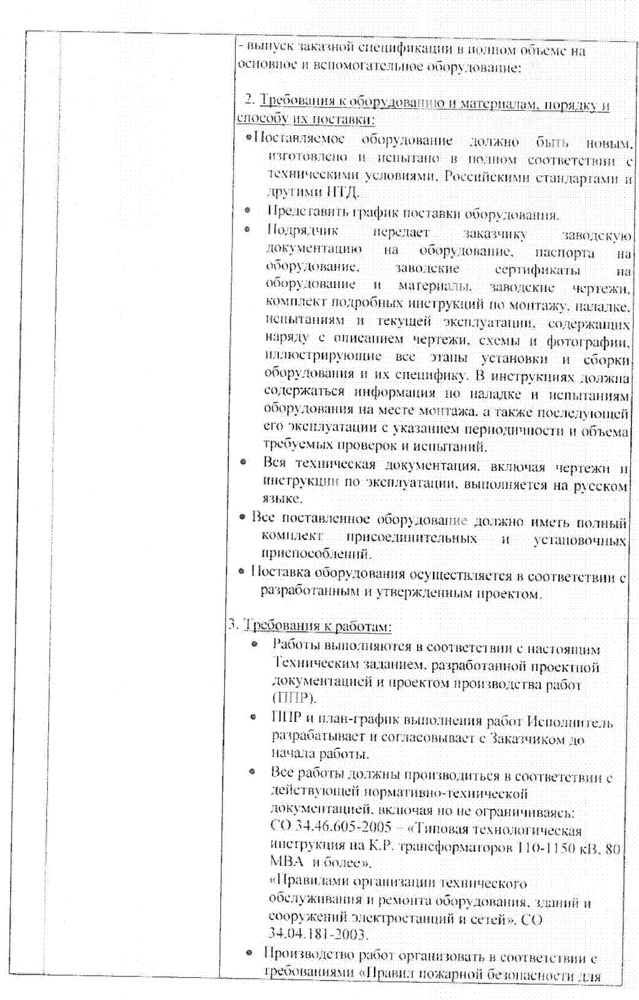 - выпуск заказной спецификации в полном объеме на
основное и вспомогательное оборудование;
2. Требования к оборудованию и материалам, порядку и
способу их поставки:
•Поставляемое оборудование должно быть новым,
изготовлено и испытано в полном соответствии с
техническими условиями, Российскими стандартами и
другими НТД.
• Представить график поставки оборудования.
• Подрядчик передает заказчику заводскую
документацию на оборудование, паспорта на
оборудование, заводские сертификаты на
оборудование и материалы, заводские чертежи,
комплект подробных инструкций по монтажу, наладке,
испытаниям и текущей эксплуатации, содержащих
наряду с описанием чертежи, схемы и фотографии,
иллюстрирующие все этапы установки и сборки
оборудования и их специфику. В инструкциях должна
содержаться информация по наладке и испытаниям
оборудования на месте монтажа, а также последующей
его эксплуатации с указанием периодичности и объема
требуемых проверок и испытаний.
• Вся техническая документация, включая чертежи и
инструкции по эксплуатации, выполняется на русском
языке.
• Все поставленное оборудование должно иметь полный
комплект присоединительных и установочных
приспособлений.
• Поставка оборудования осуществляется в соответствии с
разработанным и утвержденным проектом.
3. Требования к работам:
• Работы выполняются в соответствии с настоящим
Техническим заданием, разработанной проектной
документацией и проектом производства работ
(ППР).
• ППР и план-график выполнения работ Исполнитель
разрабатывает и согласовывает с Заказчиком до
начала работы.
• Все работы должны производиться в соответствии с
действующей нормативно-технической
документацией, включая но не ограничиваясь:
СО 34.46.605-2005 – «Типовая технологическая
инструкция на К.Р. трансформаторов 110-1150 кВ, 80
МВА и более»,
«Правилами организации технического
обслуживания и ремонта оборудования, зданий и
сооружений электростанций и сетей», СО
34.04.181-2003.
• Производство работ организовать в соответствии с
требованиями «Правил пожарной безопасности для